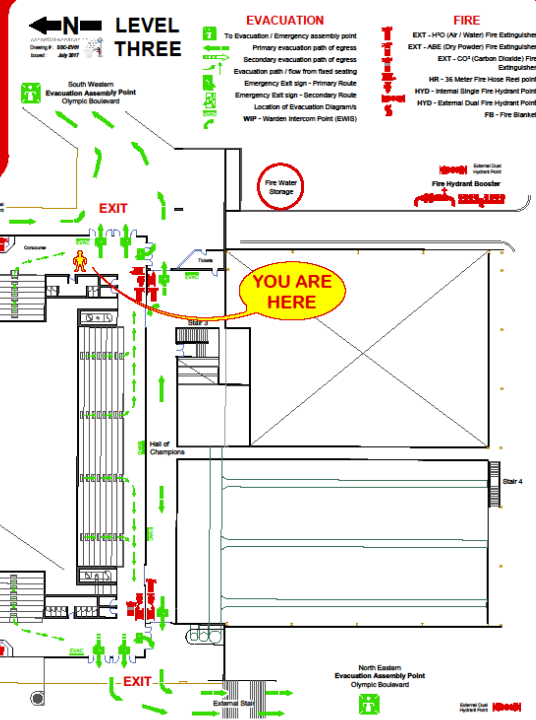 N
LEVEL
THREE
Drawing #: SSC-EV01
Issued: July 2017
EVACUATION
To Evacuation / Emergency assembly point
Primary evacuation path of egress
Secondary evacuation path of egress
Evacuation path / flow from fixed seating
Emergency Exit sign - Primary Route
Emergency Exit sign - Secondary Route
Location of Evacuation Diagram/s
WIP - Warden Intercom Point (EWIS)
FIRE
EXT - H²O (Air / Water) Fire Extinguisher
EXT - ABE (Dry Powder) Fire Extinguisher
EXT - CO² (Carbon Dioxide) Fire
Extinguisher
HR - 36 Meter Fire Hose Reel point
HYD - Internal Single Fire Hydrant Point
HYD - External Dual Fire Hydrant Point
FB - Fire Blanket
South Western
Evacuation Assembly Point
Olympic Boulevard
Fire Water
Storage
External Dual
Hydrant Point
Fire Hydrant Booster
EXIT
Concourse
EVAC
Tickets
EVAC
YOU ARE
HERE
Stair 3
Hall of
Champions
Stair 4
EVAC
EXIT
External Stair
North Eastern
Evacuation Assembly Point
Olympic Boulevard
External Dual
Hydrant Point